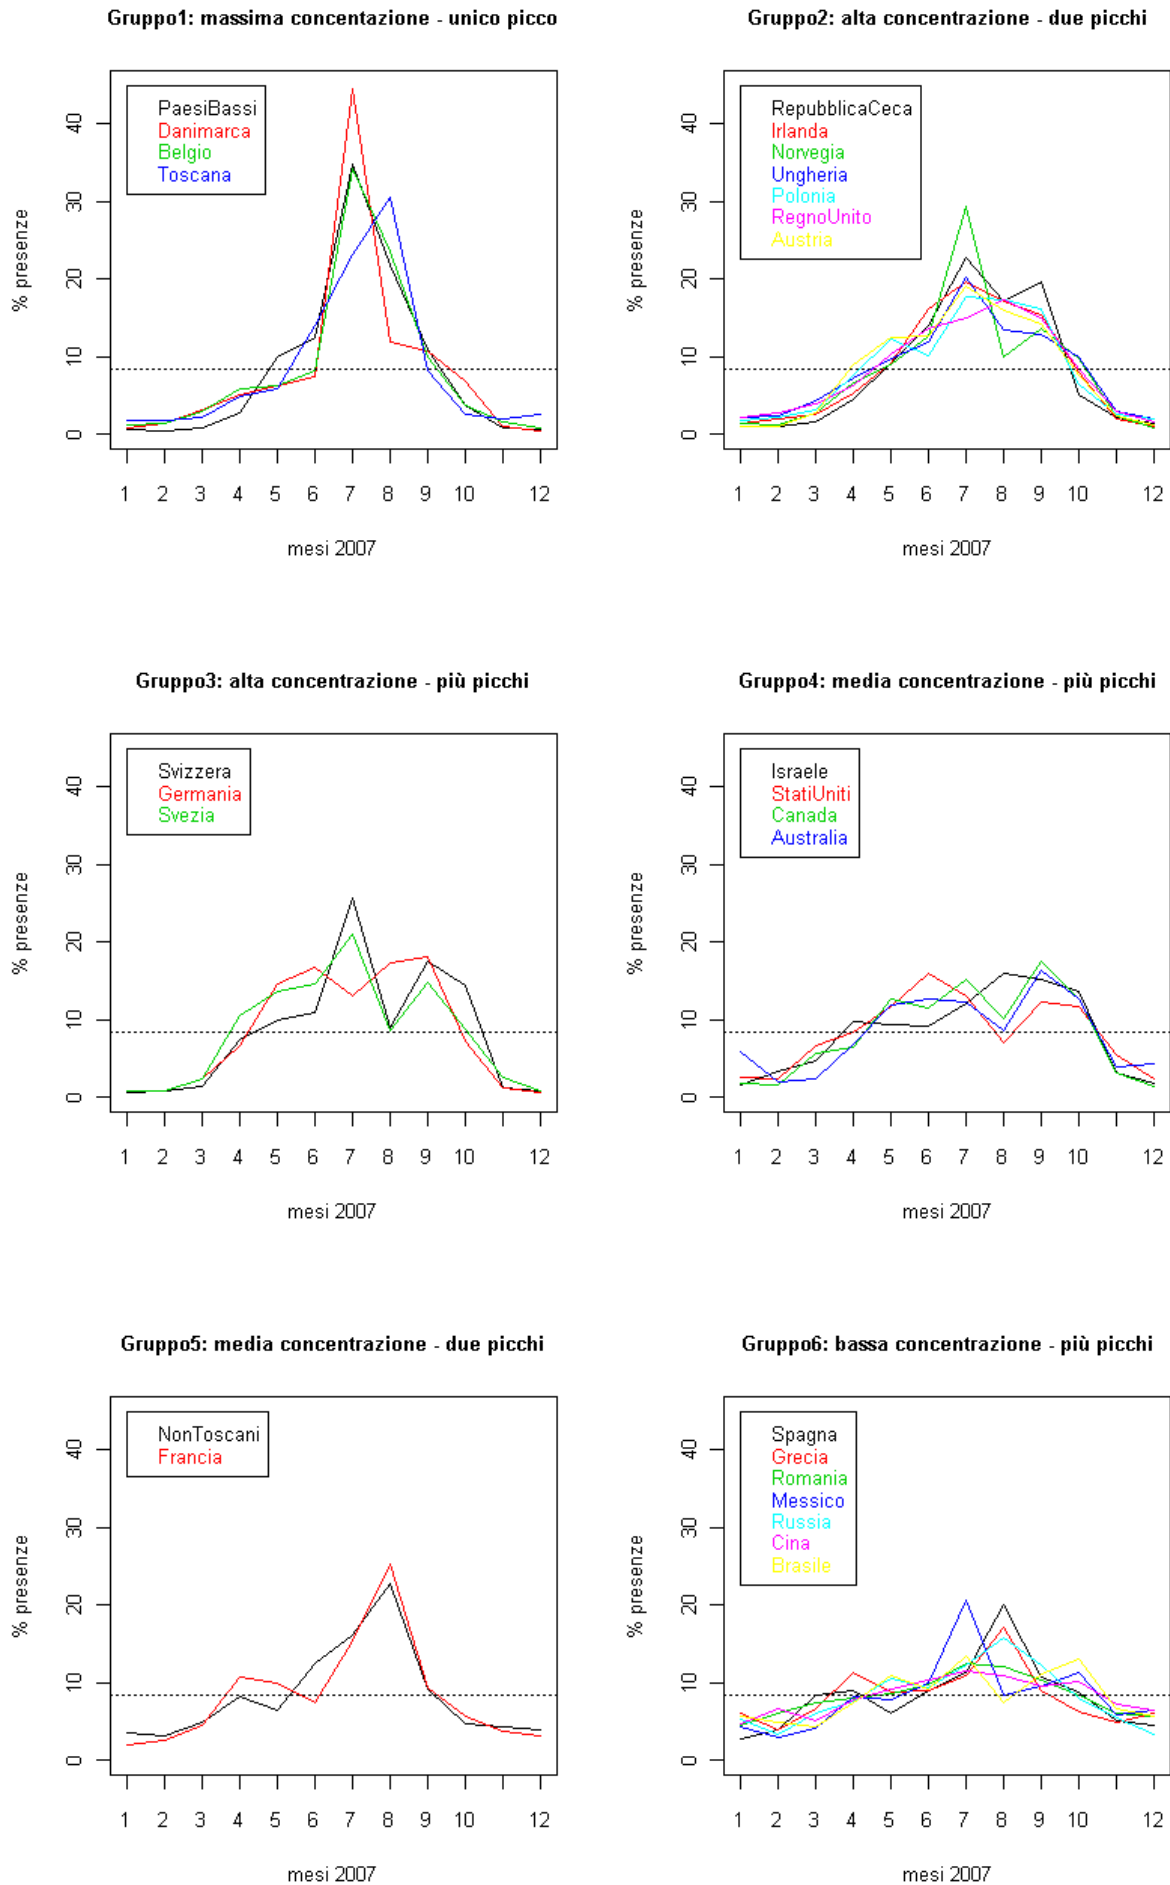 Gruppo1: massima concentazione - unico picco
PaesiBassi
Danimarca
Belgio
Toscana
% presenze
0 10 20 30 40
1 2 3 4 5 6 7 8 9 10 12
mesi 2007
Gruppo2: alta concentrazione - due picchi
RepubblicaCeca
Irlanda
Norvegia
Ungheria
Polonia
RegnoUnito
Austria
% presenze
0 10 20 30 40
1 2 3 4 5 6 7 8 9 10 12
mesi 2007
Gruppo3: alta concentrazione - più picchi
Svizzera
Germania
Svezia
% presenze
0 10 20 30 40
1 2 3 4 5 6 7 8 9 10 12
mesi 2007
Gruppo4: media concentrazione - più picchi
Israele
StatiUniti
Canada
Australia
% presenze
0 10 20 30 40
1 2 3 4 5 6 7 8 9 10 12
mesi 2007
Gruppo5: media concentrazione - due picchi
NonToscani
Francia
% presenze
0 10 20 30 40
1 2 3 4 5 6 7 8 9 10 12
mesi 2007
Gruppo6: bassa concentrazione - più picchi
Spagna
Grecia
Romania
Messico
Russia
Cina
Brasile
% presenze
0 10 20 30 40
1 2 3 4 5 6 7 8 9 10 12
mesi 2007